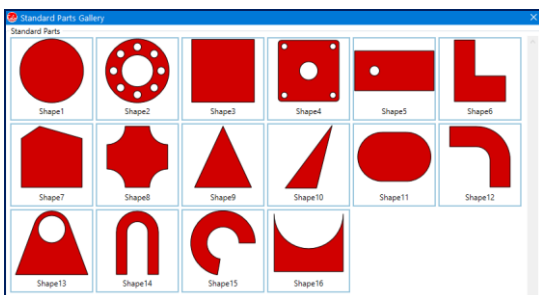 Standard Parts Gallery
Standard Parts
Shape1 Shape2 Shape3 Shape4 Shape5 Shape6
Shape7 Shape8 Shape9 Shape10 Shape11 Shape12
Shape13 Shape14 Shape15 Shape16